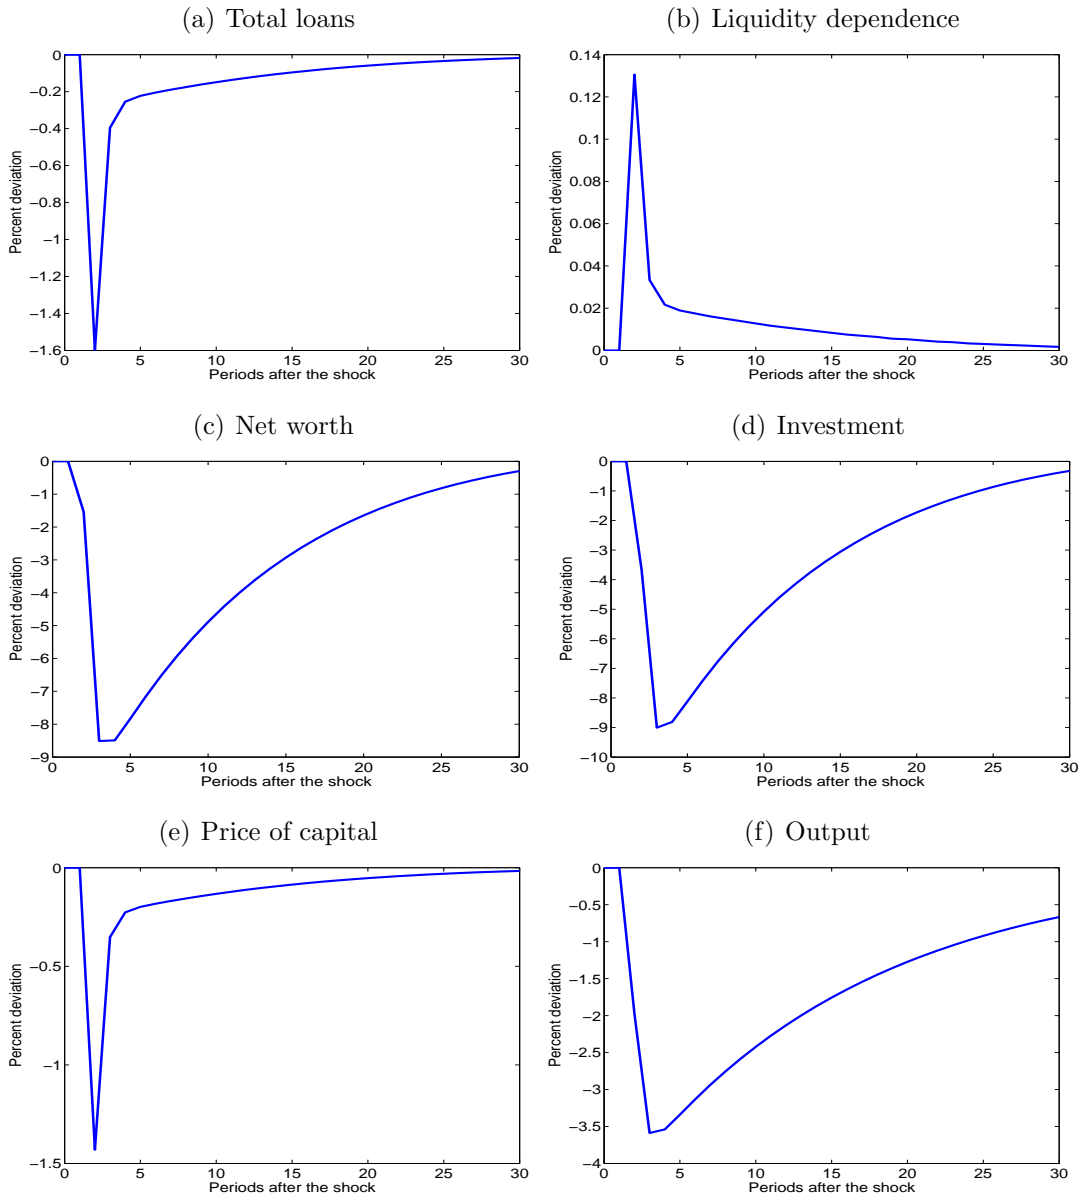 (a) Total loans
0
−0.2
−0.4
−0.6
−0.8
−1
−1.2
−1.4
−1.6
Percent deviation
0 5 10 15 20 25 30
Periods after the shock
(b) Liquidity dependence
0.14
0.12
0.1
0.08
0.06
0.04
0.02
0
Percent deviation
0 5 10 15 20 25 30
Periods after the shock
(c) Net worth
0
−1
−2
−3
−4
−5
−6
−7
−8
−9
Percent deviation
0 5 10 15 20 25 30
Periods after the shock
(d) Investment
0
−1
−2
−3
−4
−5
−6
−7
−8
−9
−10
Percent deviation
0 5 10 15 20 25 30
Periods after the shock
(e) Price of capital
0
−0.5
−1
−1.5
Percent deviation
0 5 10 15 20 25 30
Periods after the shock
(f) Output
0
−0.5
−1
−1.5
−2
−2.5
−3
−3.5
−4
Percent deviation
0 5 10 15 20 25 30
Periods after the shock